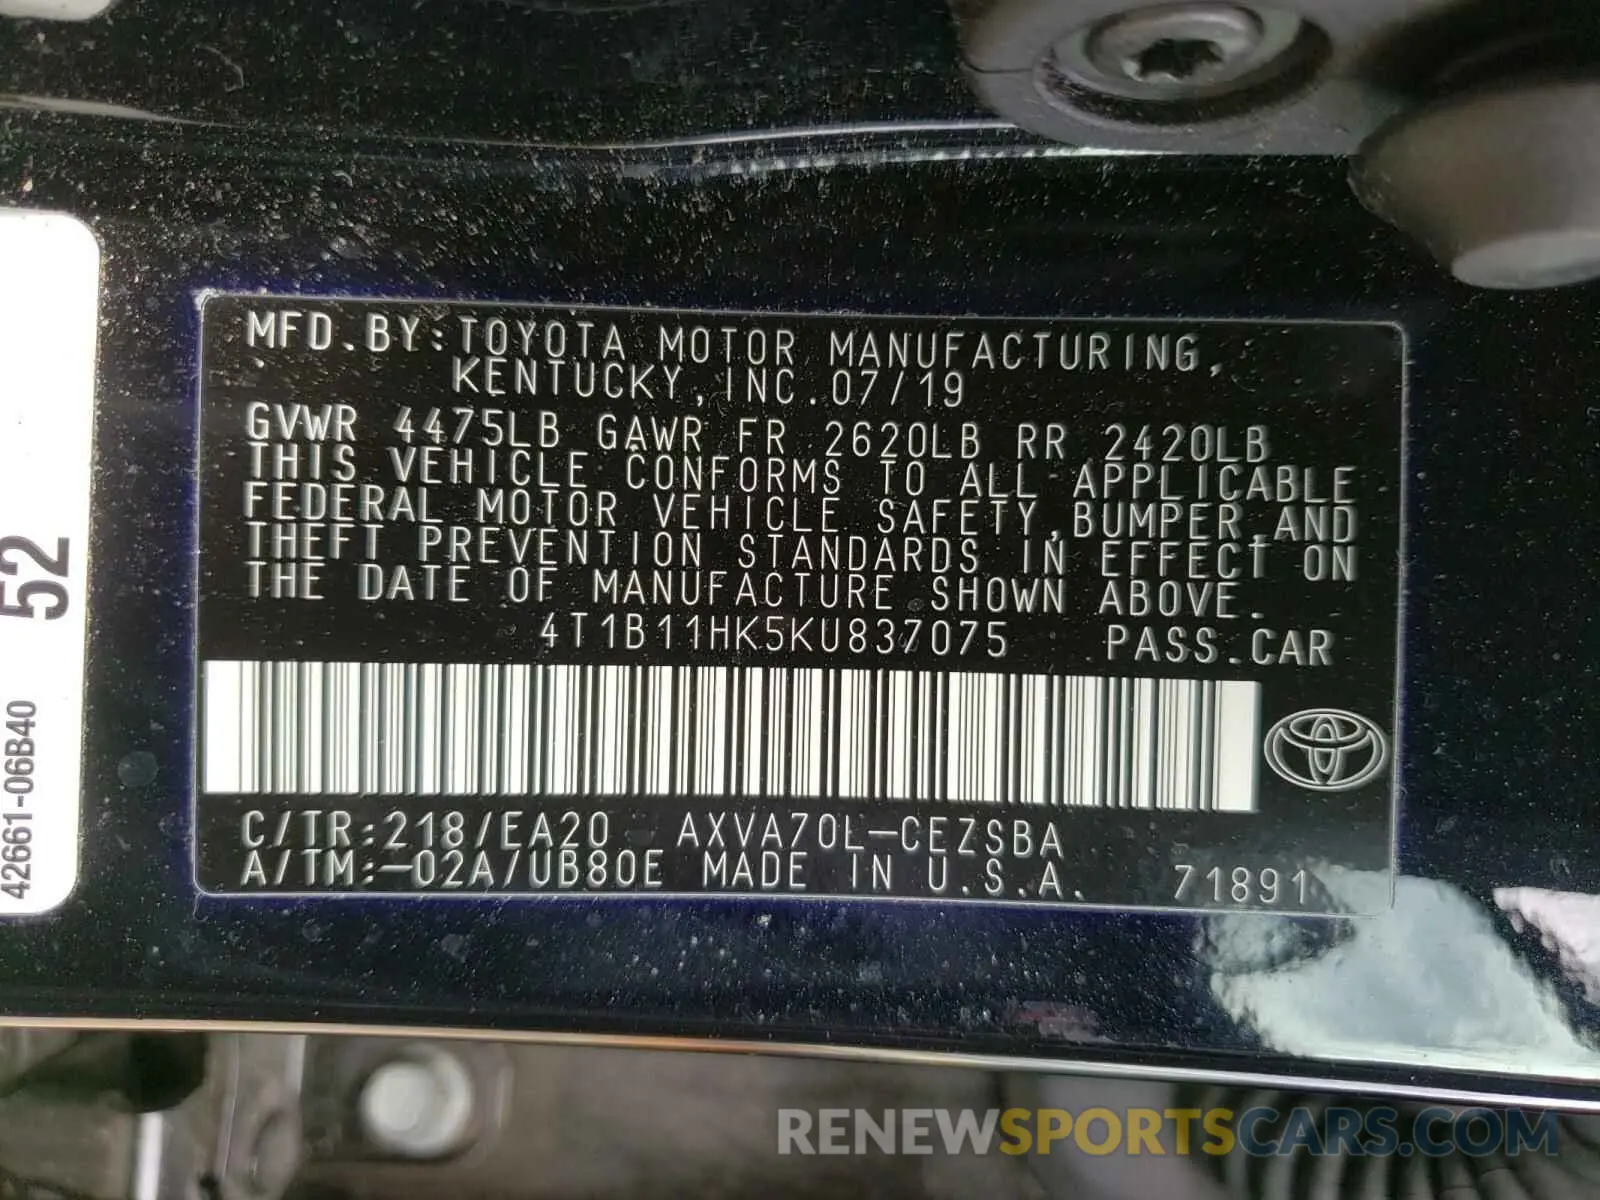 MFD.BY:TOYOTA MOTOR MANUFACTURING,
KENTUCKY,INC.07/19
GVWR 4475LB GAWR FR 2620LB RR 2420LB
THIS VEHICLE CONFORMS TO ALL APPLICABLE
FEDERAL MOTOR VEHICLE SAFETY,BUMPER,AND
THEFT PREVENTION STANDARDS IN EFFECT ON
THE DATE OF MANUFACTURE SHOWN ABOVE.
4T1B11HK5KU837075 PASS.CAR
C/TR:218/EA20 AXVA70L-CEZSBA
A/TM:-02A/UB80E MADE IN U.S.A. 71891
52
42661-06B40
RENEWSPORTSCARS.COM